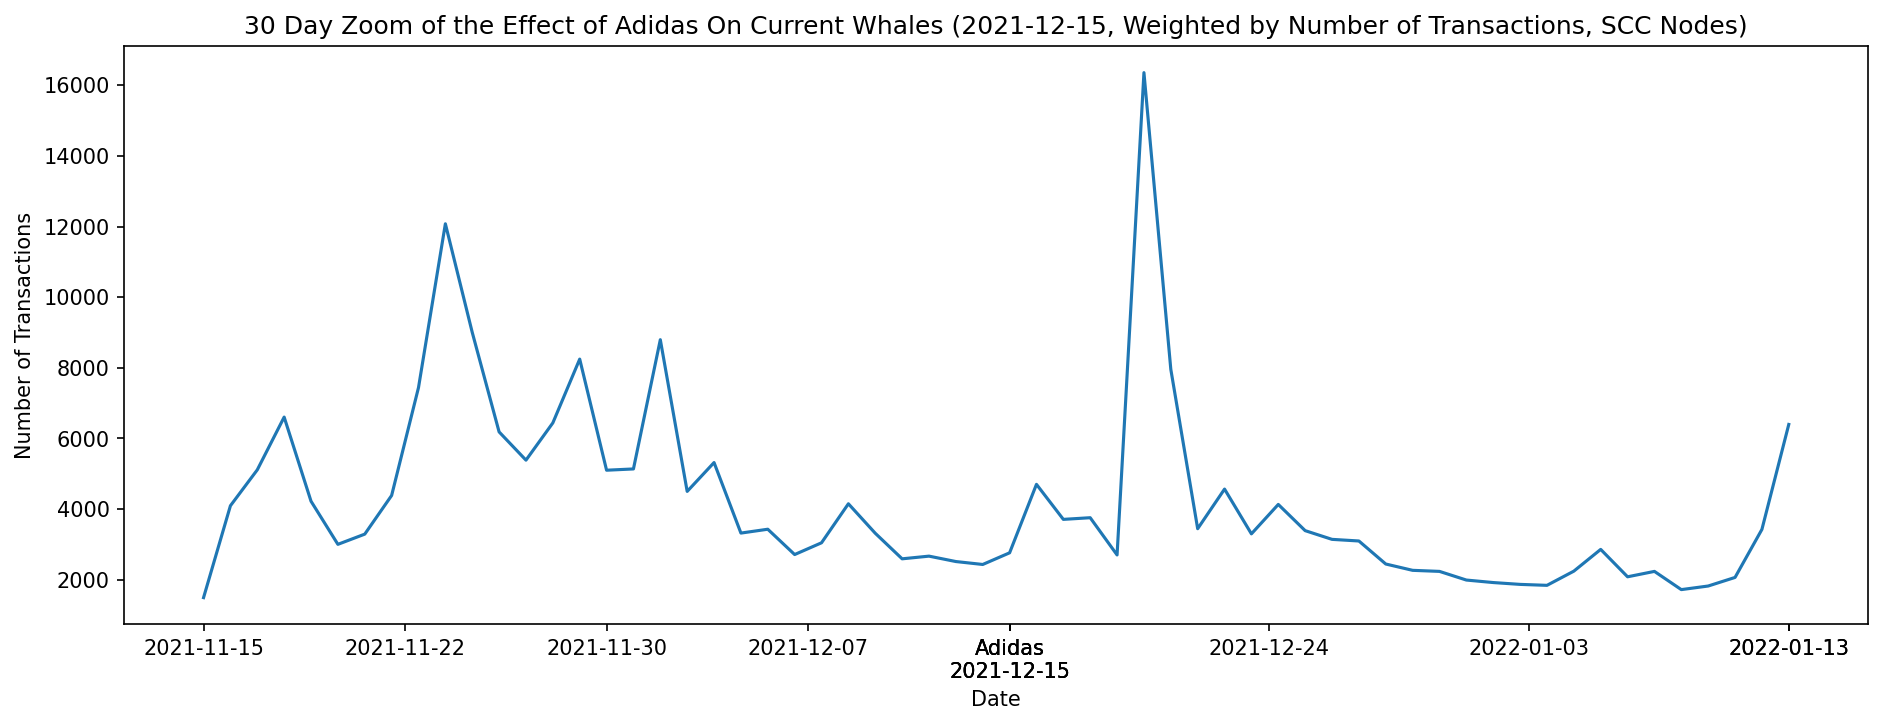 30 Day Zoom of the Effect of Adidas On Current Whales (2021-12-15, Weighted by Number of Transactions, SCC Nodes)
Number of Transactions
16000
14000
12000
10000
8000
6000
4000
2000
2021-11-15 2021-11-22 2021-11-30 2021-12-07 Adidas 2021-12-24 2022-01-03 2022-01-13
2021-12-15
Date